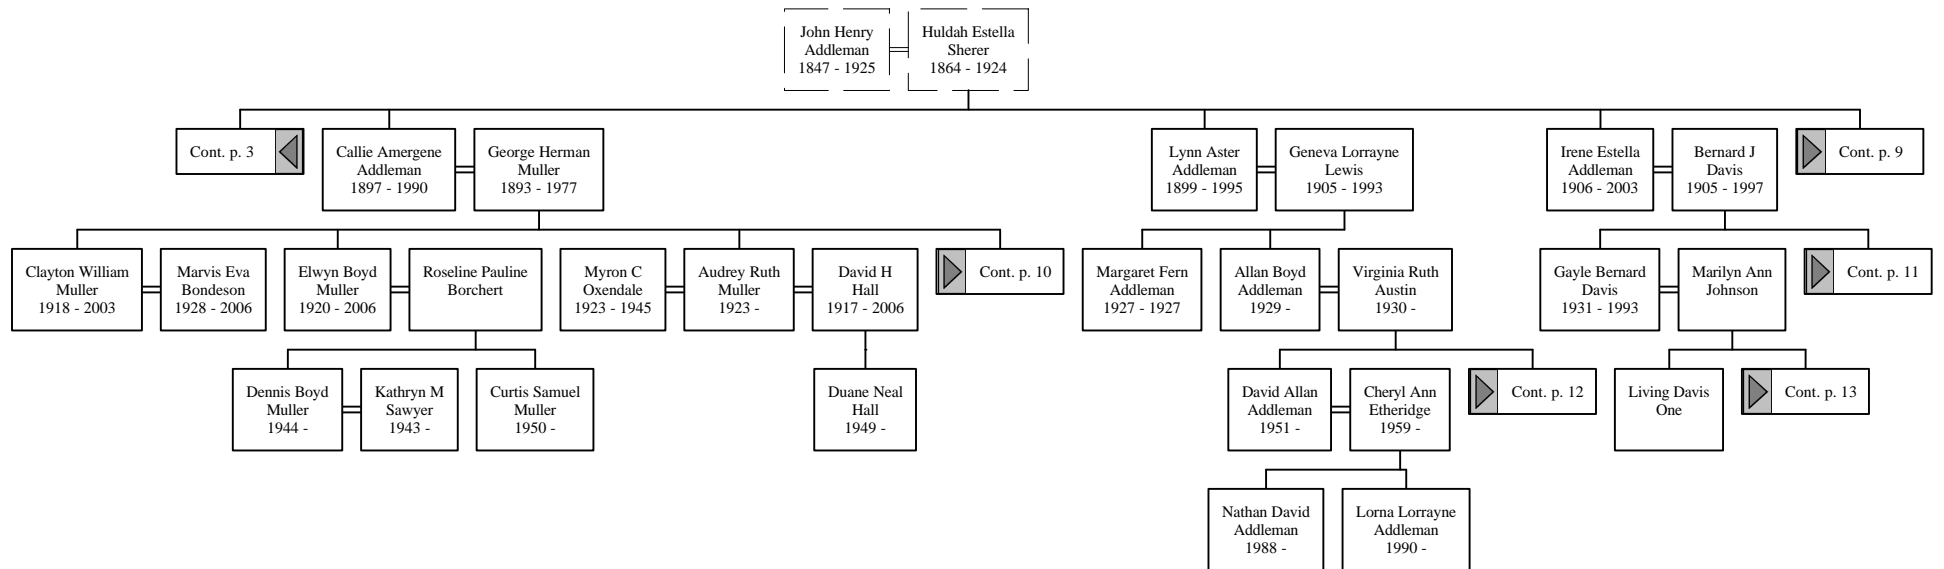 John Henry
Addleman
1847 - 1925
Huldah Estella
Sherer
1864 - 1924
Cont. p. 3
Callie Amergene
Addleman
1897 - 1990
George Herman
Muller
1893 - 1977
Lynn Aster
Addleman
1899 - 1995
Geneva Lorrayne
Lewis
1905 - 1993
Irene Estella
Addleman
1906 - 2003
Bernard J
Davis
1905 - 1997
Cont. p. 9
Clayton William
Muller
1918 - 2003
Marvis Eva
Bondeson
1928 - 2006
Elwyn Boyd
Muller
1920 - 2006
Roseline Pauline
Borchert
Myron C
Oxendale
1923 - 1945
Audrey Ruth
Muller
1923 -
David H
Hall
1917 - 2006
Cont. p. 10
Margaret Fern
Addleman
1927 - 1927
Allan Boyd
Addleman
1929 -
Virginia Ruth
Austin
1930 -
Gayle Bernard
Davis
1931 - 1993
Marilyn Ann
Johnson
Cont. p. 11
Dennis Boyd
Muller
1944 -
Kathryn M
Sawyer
1943 -
Curtis Samuel
Muller
1950 -
Duane Neal
Hall
1949 -
David Allan
Addleman
1951 -
Cheryl Ann
Etheridge
1959 -
Cont. p. 12
Living Davis
One
Cont. p. 13
Nathan David
Addleman
1988 -
Lorna Lorrayne
Addleman
1990 -